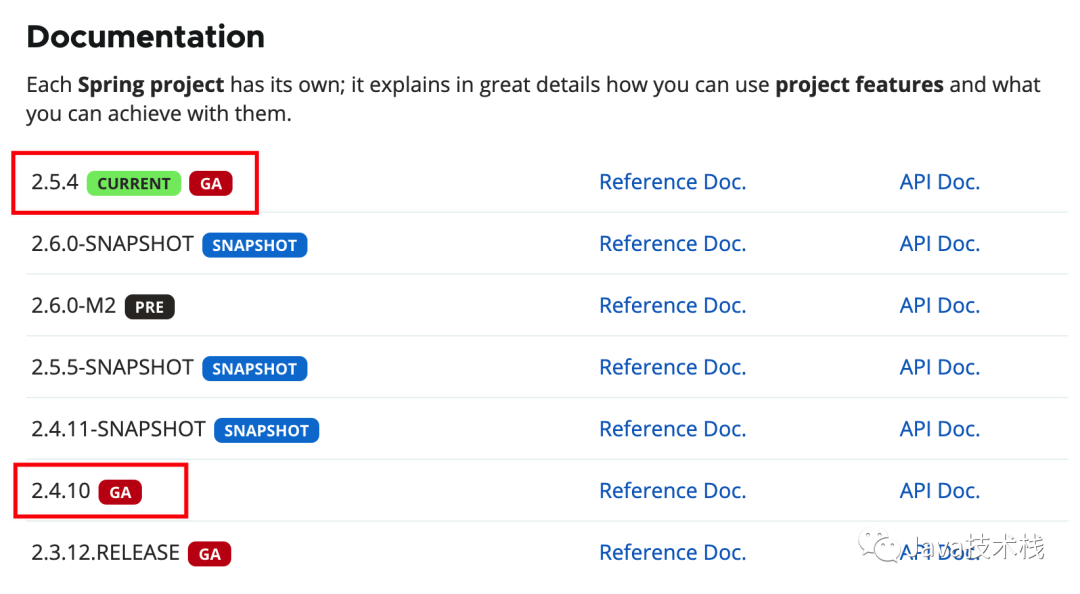 Documentation
Each Spring project has its own; it explains in great details how you can use project features and what
you can achieve with them.
2.5.4 CURRENT GA Reference Doc. API Doc.
2.6.0-SNAPSHOT SNAPSHOT Reference Doc. API Doc.
2.6.0-M2 PRE Reference Doc. API Doc.
2.5.5-SNAPSHOT SNAPSHOT Reference Doc. API Doc.
2.4.11-SNAPSHOT SNAPSHOT Reference Doc. API Doc.
2.4.10 GA Reference Doc. API Doc.
2.3.12.RELEASE GA Reference Doc. API Doc.
Java技术栈